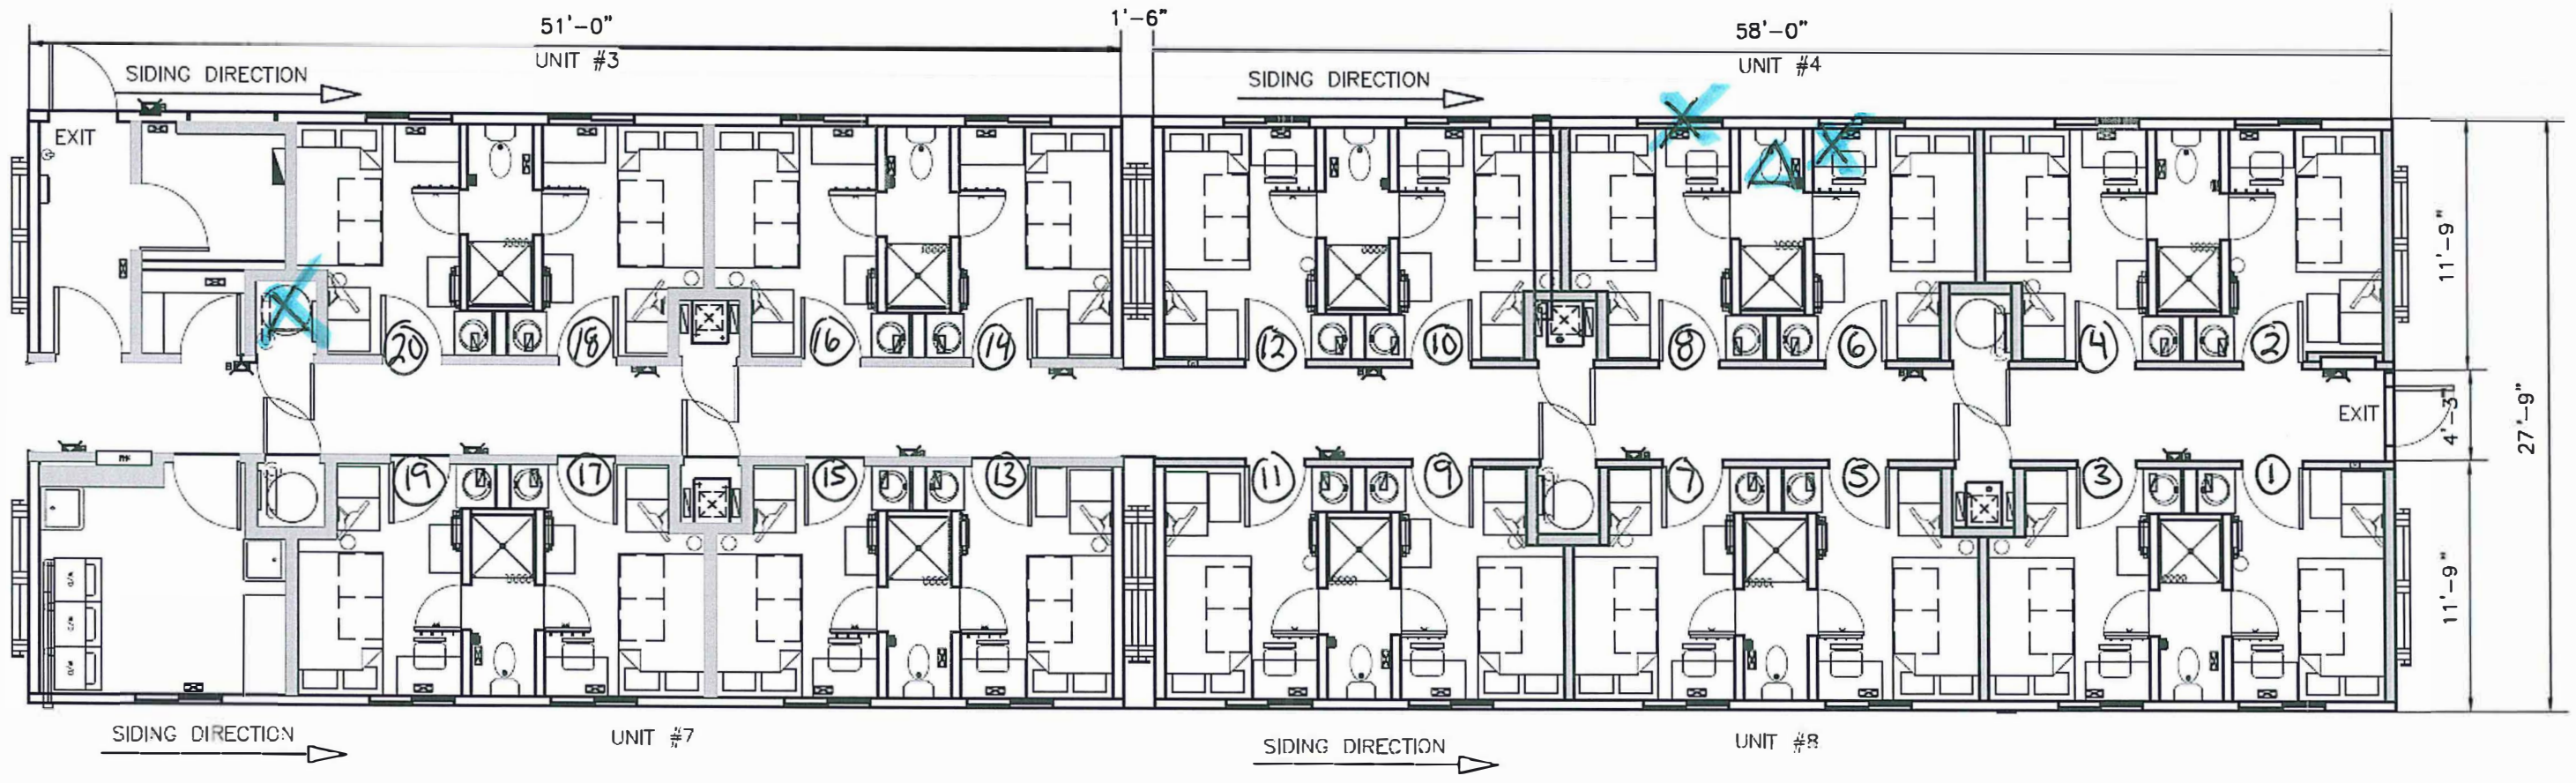 51'-0"
1'-6"
58'-0"
UNIT #3
UNIT #4
SIDING DIRECTION
SIDING DIRECTION
EXIT
11'-9"
20
18
16
14
12
10
8
6
4
2
EXIT
4'-3"
27'-9"
19
17
15
13
11
9
7
5
3
1
11'-9"
W/D
W/D
W/D
SIDING DIRECTION
UNIT #7
SIDING DIRECTION
UNIT #8